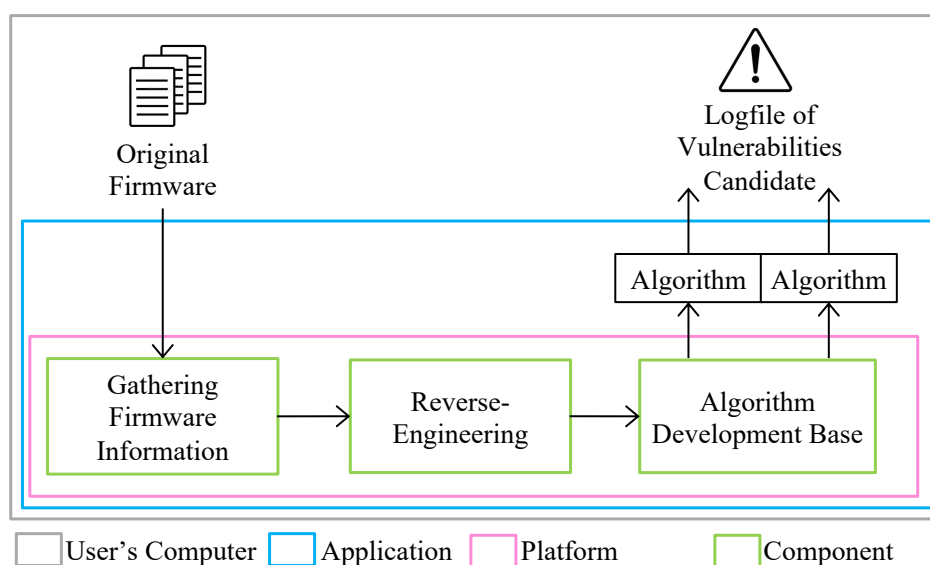 Original
Firmware
Logfile of
Vulnerabilities
Candidate
Algorithm
Algorithm
Gathering
Firmware
Information
Reverse-
Engineering
Algorithm
Development Base
User’s Computer
Application
Platform
Component